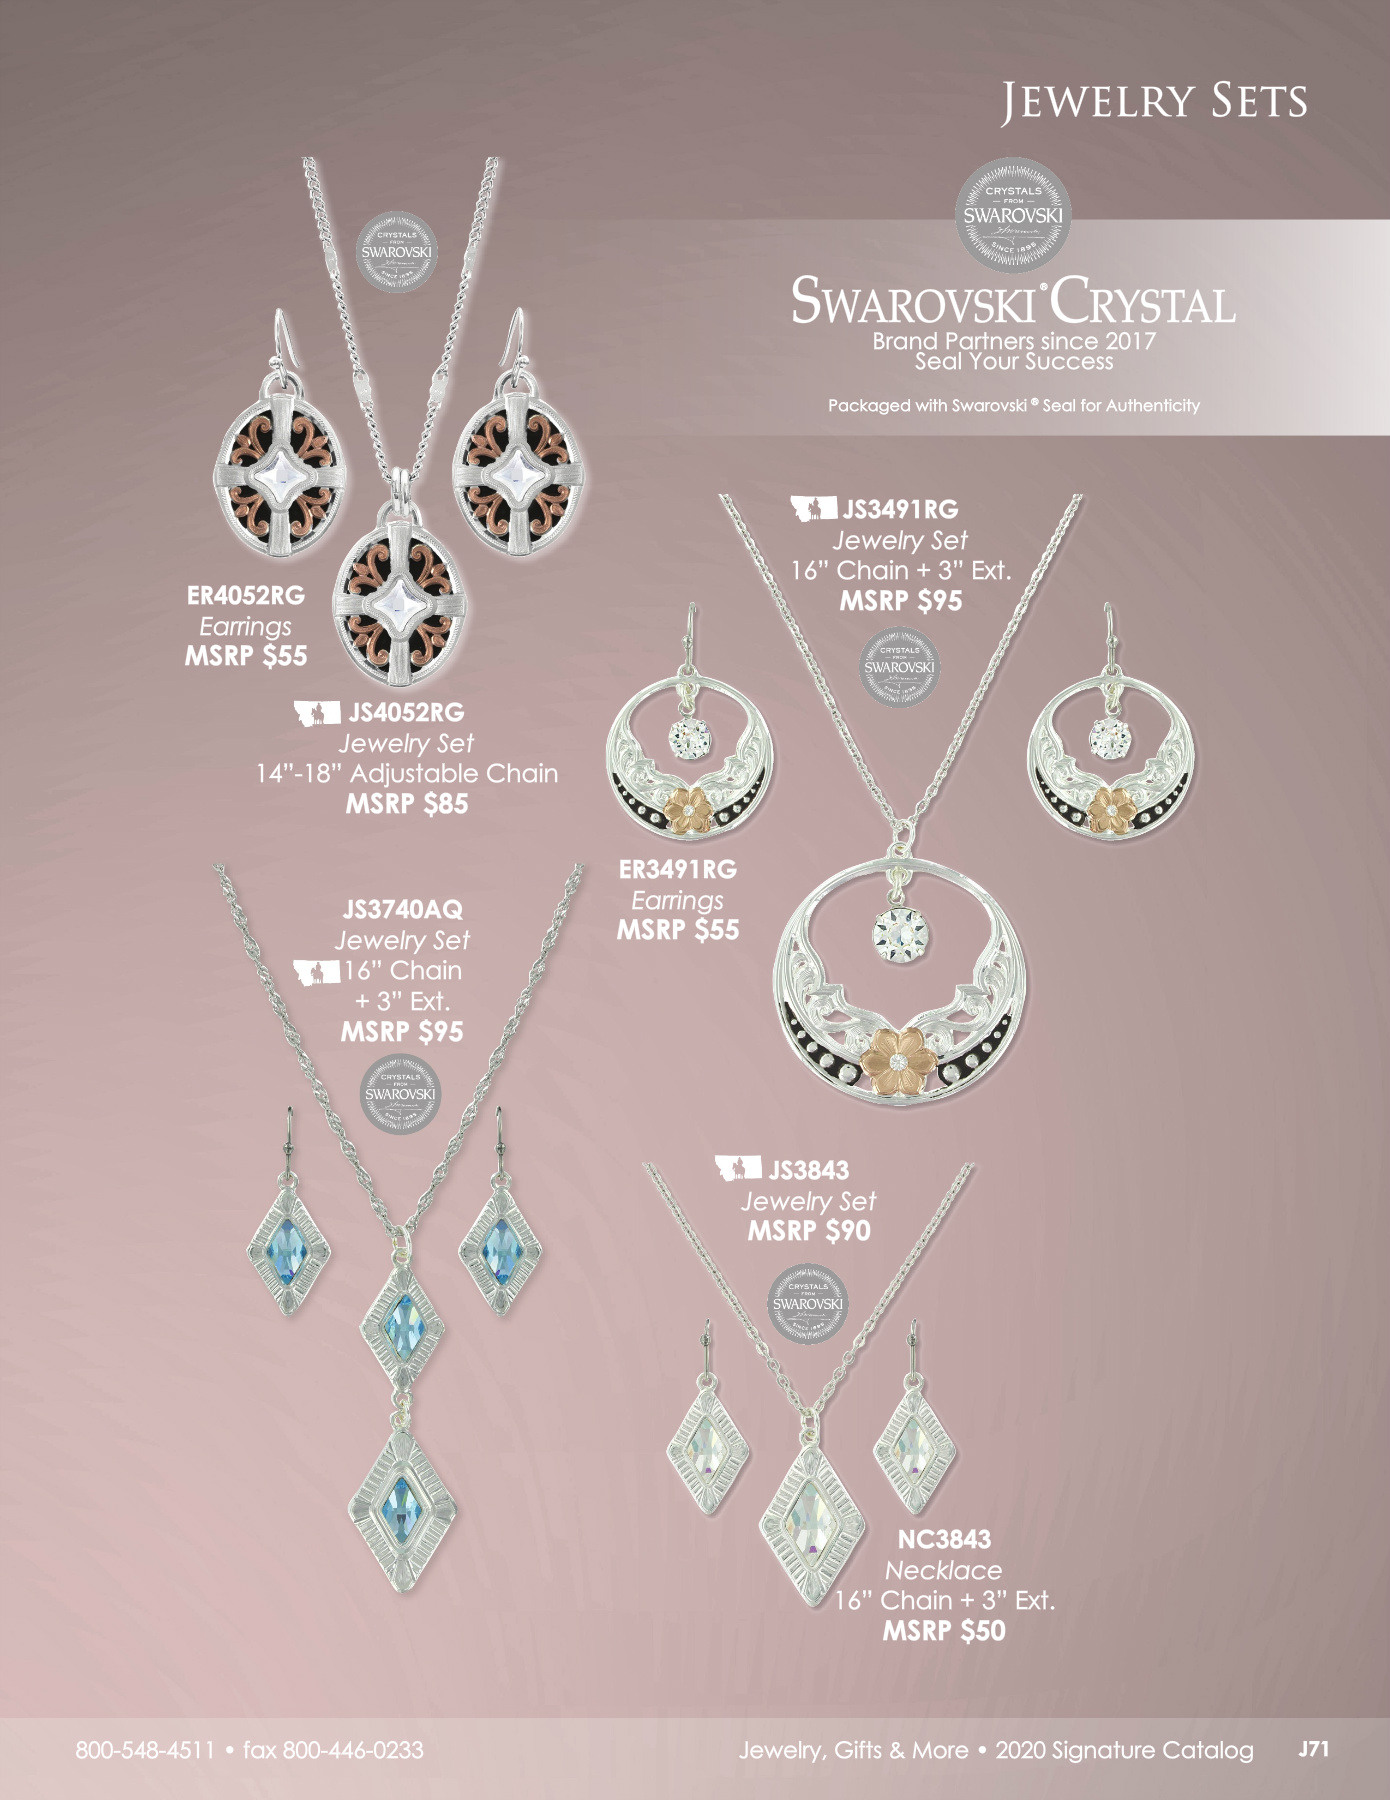 Jewelry Sets
CRYSTALS
FROM
SWAROVSKI
SINCE 1895
Swarovski® Crystal
Brand Partners since 2017
Seal Your Success
Packaged with Swarovski® Seal for Authenticity
CRYSTALS
FROM
SWAROVSKI
SINCE 1895
ER4052RG
Earrings
MSRP $55
JS4052RG
Jewelry Set
14”-18” Adjustable Chain
MSRP $85
JS3491RG
Jewelry Set
16” Chain + 3” Ext.
MSRP $95
CRYSTALS
FROM
SWAROVSKI
SINCE 1895
ER3491RG
Earrings
MSRP $55
JS3740AQ
Jewelry Set
16” Chain
+ 3” Ext.
MSRP $95
CRYSTALS
FROM
SWAROVSKI
SINCE 1895
JS3843
Jewelry Set
MSRP $90
CRYSTALS
FROM
SWAROVSKI
SINCE 1895
NC3843
Necklace
16” Chain + 3” Ext.
MSRP $50
800-548-4511 • fax 800-446-0233
Jewelry, Gifts & More • 2020 Signature Catalog J71